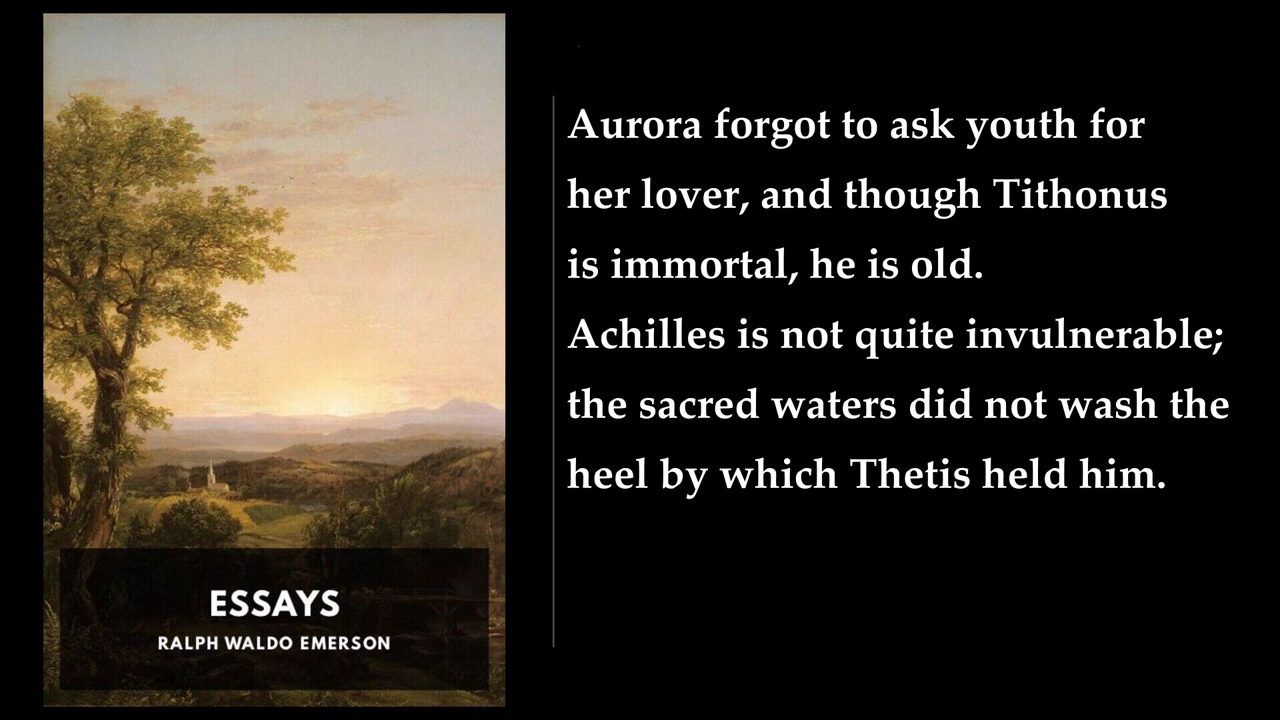 ESSAYS
RALPH WALDO EMERSON
Aurora forgot to ask youth for
her lover, and though Tithonus
is immortal, he is old.
Achilles is not quite invulnerable;
the sacred waters did not wash the
heel by which Thetis held him.